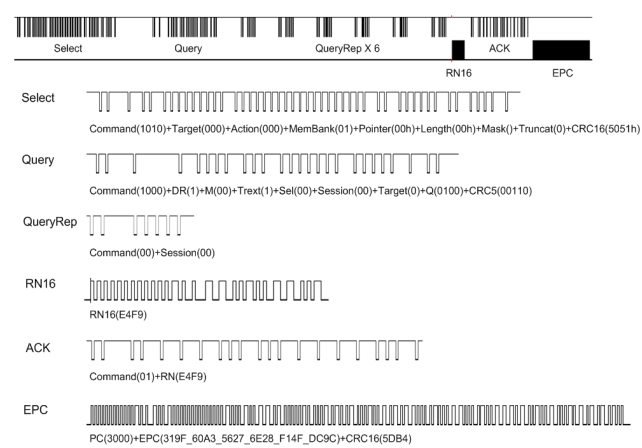 Select Query QueryRep X 6 ACK
RN16 EPC
Select
Command(1010)+Target(000)+Action(000)+MemBank(01)+Pointer(00h)+Length(00h)+Mask()+Truncat(0)+CRC16(5051h)
Query
Command(1000)+DR(1)+M(00)+Trext(1)+Sel(00)+Session(00)+Target(0)+Q(0100)+CRC5(00110)
QueryRep
Command(00)+Session(00)
RN16
RN16(E4F9)
ACK
Command(01)+RN(E4F9)
EPC
PC(3000)+EPC(319F_60A3_5627_6E28_F14F_DC9C)+CRC16(5DB4)